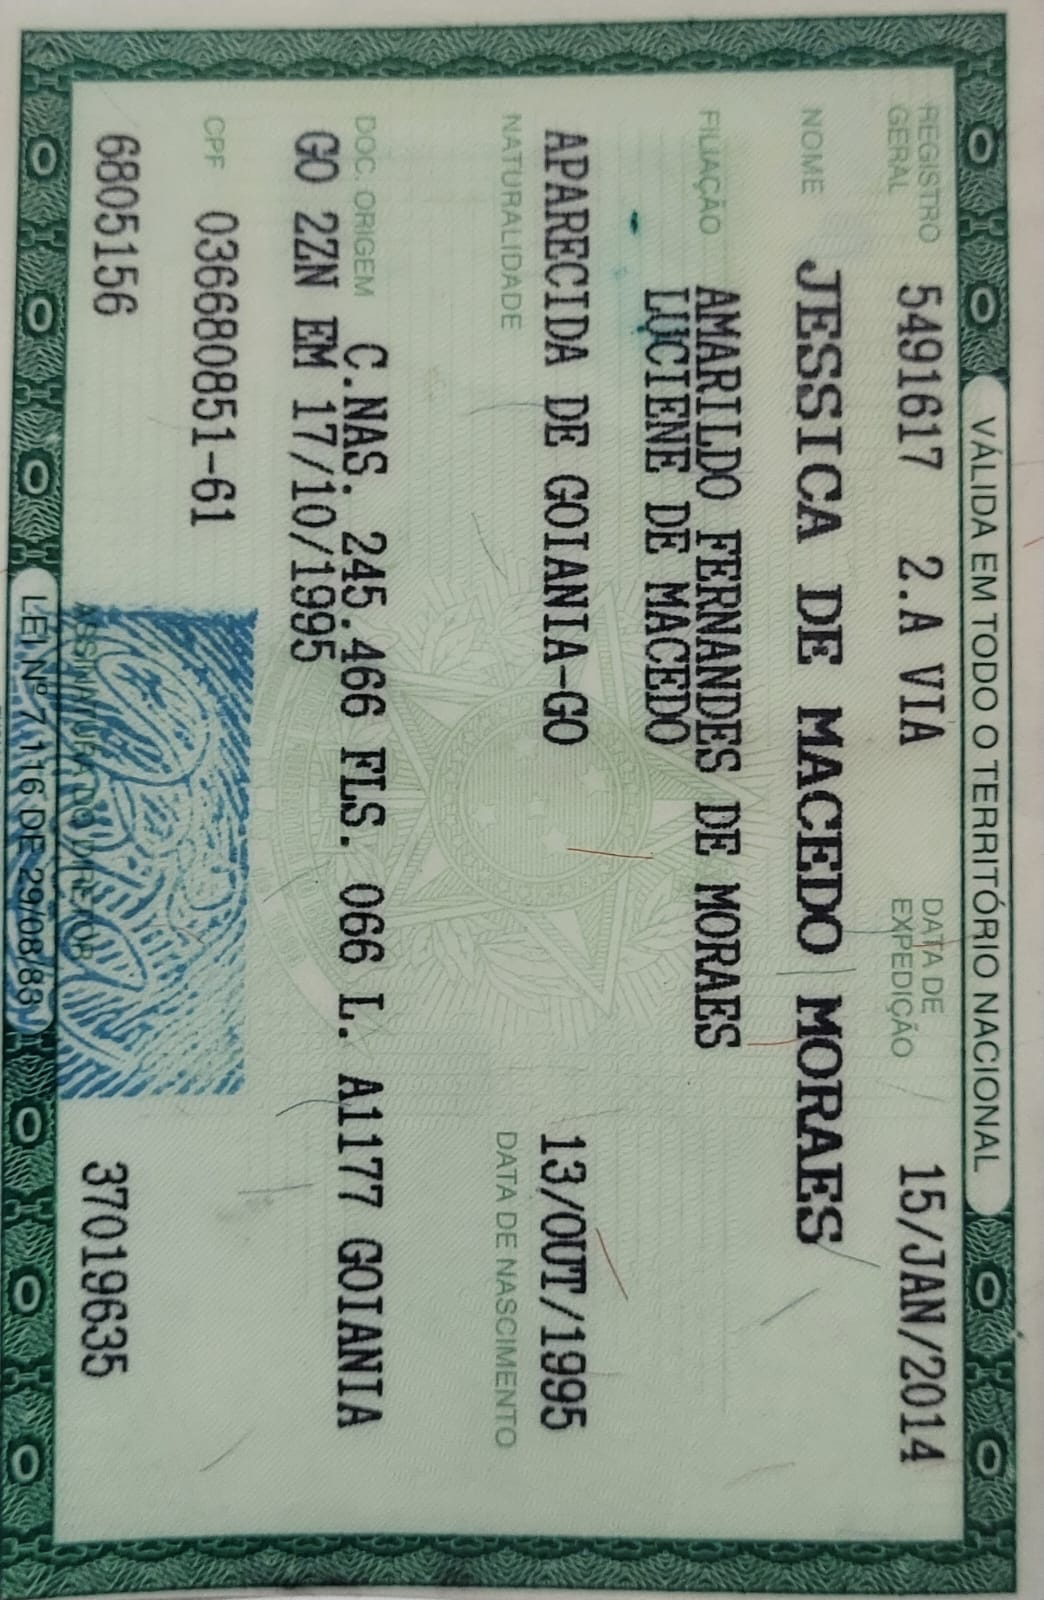 VÁLIDA EM TODO O TERRITÓRIO NACIONAL
REGISTRO GERAL 5491617 2.A VIA DATA DE EXPEDIÇÃO 15/JAN/2014
NOME JESSICA DE MACEDO MORAES
FILIAÇÃO AMARILDO FERNANDES DE MORAES
LUCIENE DE MACEDO
APARECIDA DE GOIANIA-GO 13/OUT/1995
NATURALIDADE DATA DE NASCIMENTO
DOC. ORIGEM C.NAS. 245.466 FLS. 066 L. A1177 GOIANIA
GO 2ZN EM 17/10/1995
CPF 036680851-61
6805156 37019635
ASSINATURA DO DIRETOR
LEI Nº 7.116 DE 29/08/83